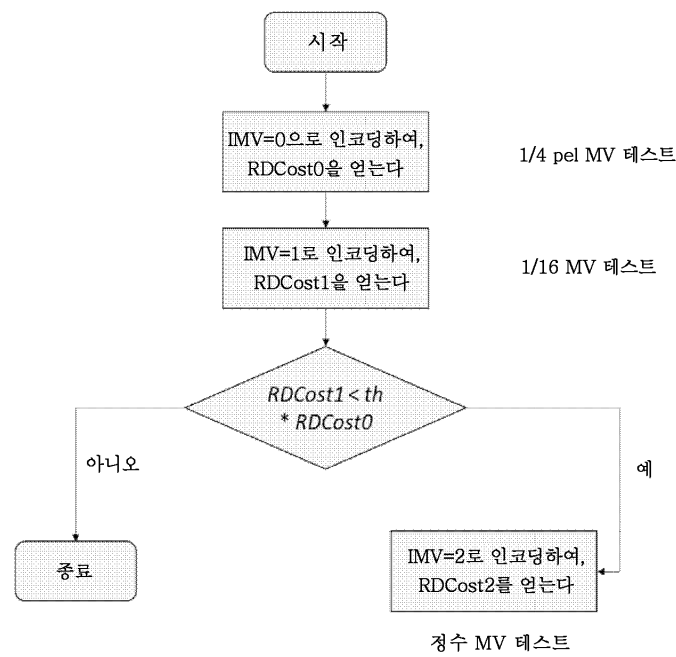 시작
IMV=0으로 인코딩하여,
RDCost0을 얻는다
1/4 pel MV 테스트
IMV=1로 인코딩하여,
RDCost1을 얻는다
1/16 MV 테스트
RDCost1 < th
* RDCost0
아니오
예
종료
IMV=2로 인코딩하여,
RDCost2를 얻는다
정수 MV 테스트